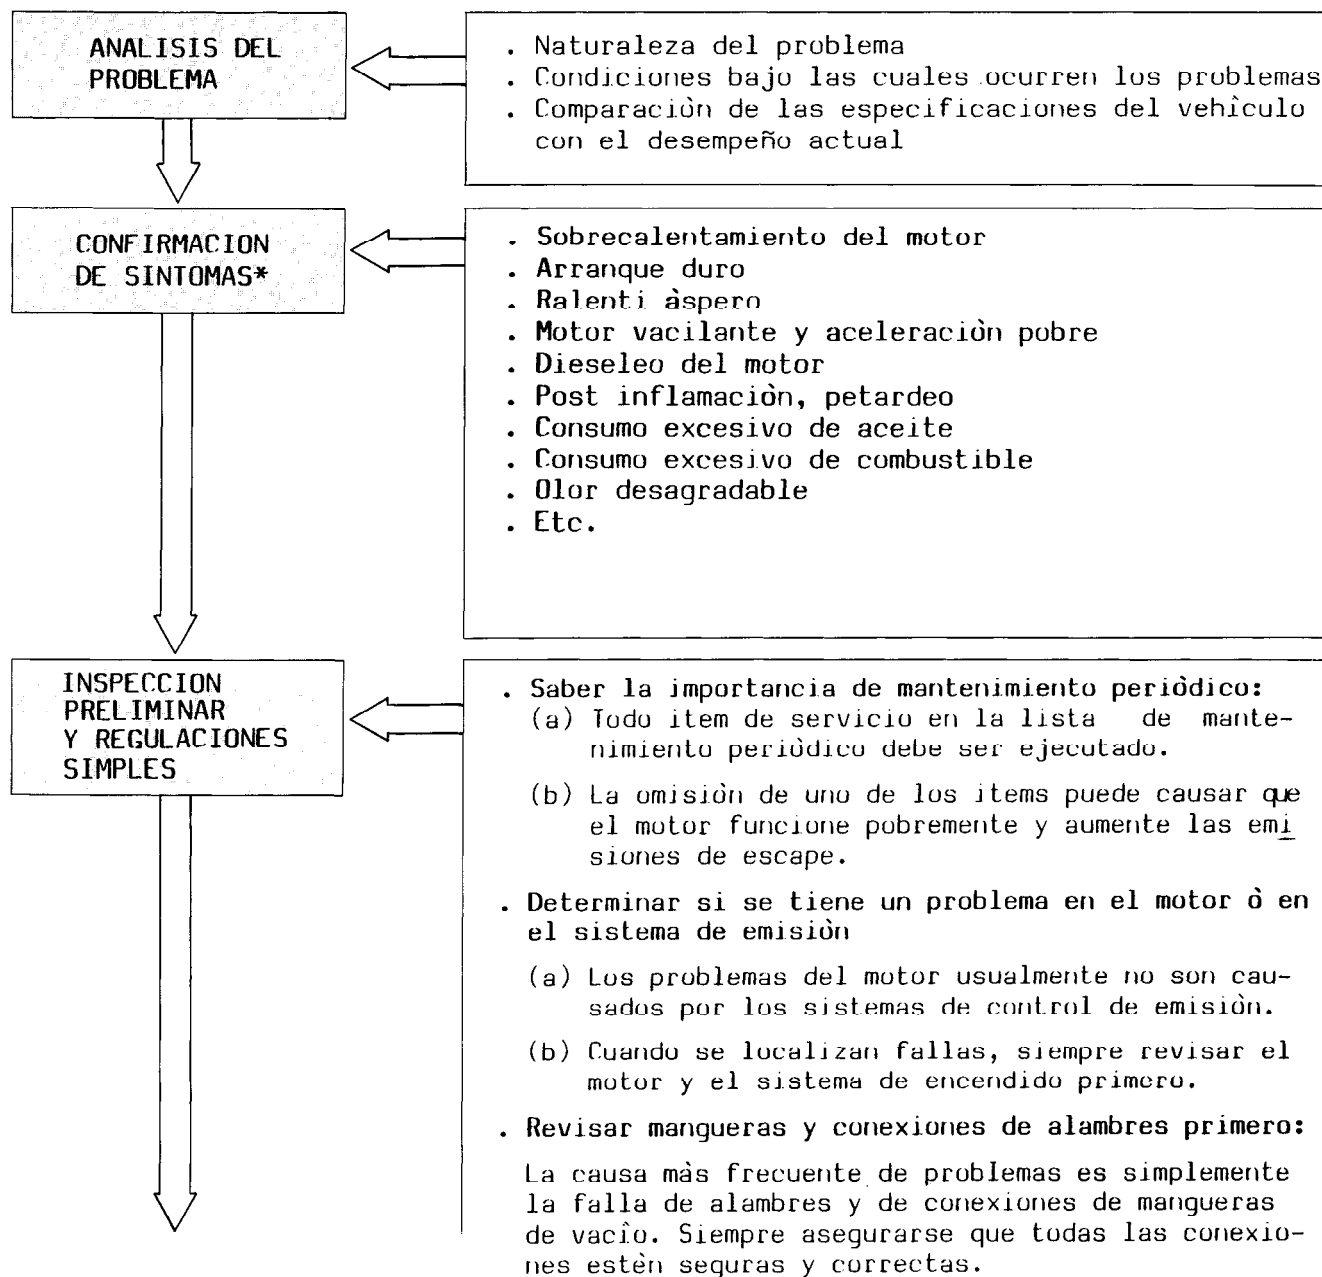 ANALISIS DEL
PROBLEMA
. Naturaleza del problema
. Condiciones bajo las cuales ocurren los problemas
. Comparaciòn de las especificaciones del vehìculo
con el desempeño actual
CONFIRMACION
DE SINTOMAS*
. Sobrecalentamiento del motor
. Arranque duro
. Ralenti àspero
. Motor vacilante y aceleraciòn pobre
. Dieseleo del motor
. Post inflamaciòn, petardeo
. Consumo excesivo de aceite
. Consumo excesivo de combustible
. Olor desagradable
. Etc.
INSPECCION
PRELIMINAR
Y REGULACIONES
SIMPLES
. Saber la importancia de mantenimiento periòdico:
(a) Todo item de servicio en la lista de mante-
nimiento periòdico debe ser ejecutado.
(b) La omisiòn de uno de los items puede causar que
el motor funcione pobremente y aumente las emi
siones de escape.
. Determinar si se tiene un problema en el motor ò en
el sistema de emisiòn
(a) Los problemas del motor usualmente no son cau-
sados por los sistemas de control de emisiòn.
(b) Cuando se localizan fallas, siempre revisar el
motor y el sistema de encendido primero.
. Revisar mangueras y conexiones de alambres primero:
La causa màs frecuente de problemas es simplemente
la falla de alambres y de conexiones de mangueras
de vacìo. Siempre asegurarse que todas las conexio-
nes estèn seguras y correctas.